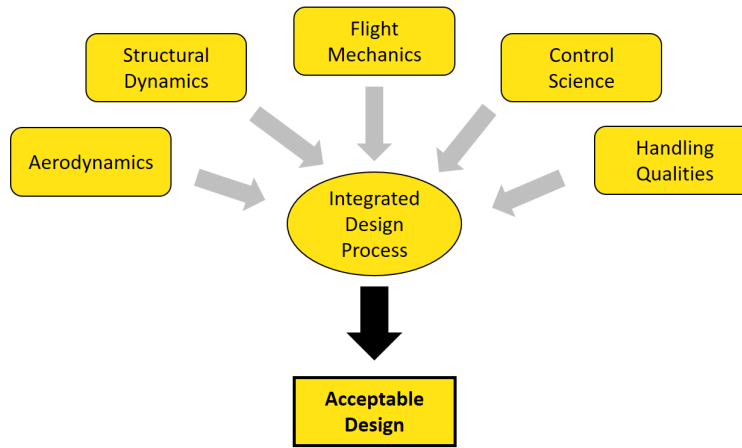 Flight
Mechanics
Structural
Dynamics
Control
Science
Aerodynamics
Handling
Qualities
Integrated
Design
Process
Acceptable
Design